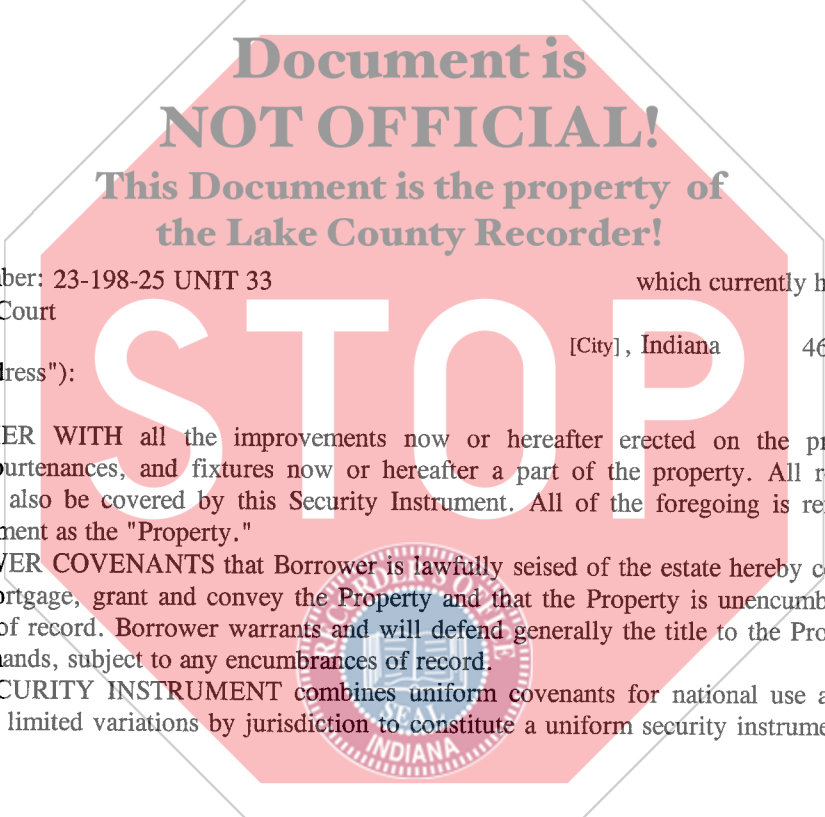 Document is
NOT OFFICIAL!
This Document is the property of
the Lake County Recorder!
ber: 23-198-25 UNIT 33 which currently h
Court
[City] , Indiana 46
dress"):
STOP
ER WITH all the improvements now or hereafter erected on the pr
purtenances, and fixtures now or hereafter a part of the property. All r
also be covered by this Security Instrument. All of the foregoing is re
ment as the "Property."
VER COVENANTS that Borrower is lawfully seised of the estate hereby c
ortgage, grant and convey the Property and that the Property is unencumb
of record. Borrower warrants and will defend generally the title to the Pro
ands, subject to any encumbrances of record.
CURITY INSTRUMENT combines uniform covenants for national use a
limited variations by jurisdiction to constitute a uniform security instrume
RECORDER'S OFFICE
SEAL
INDIANA